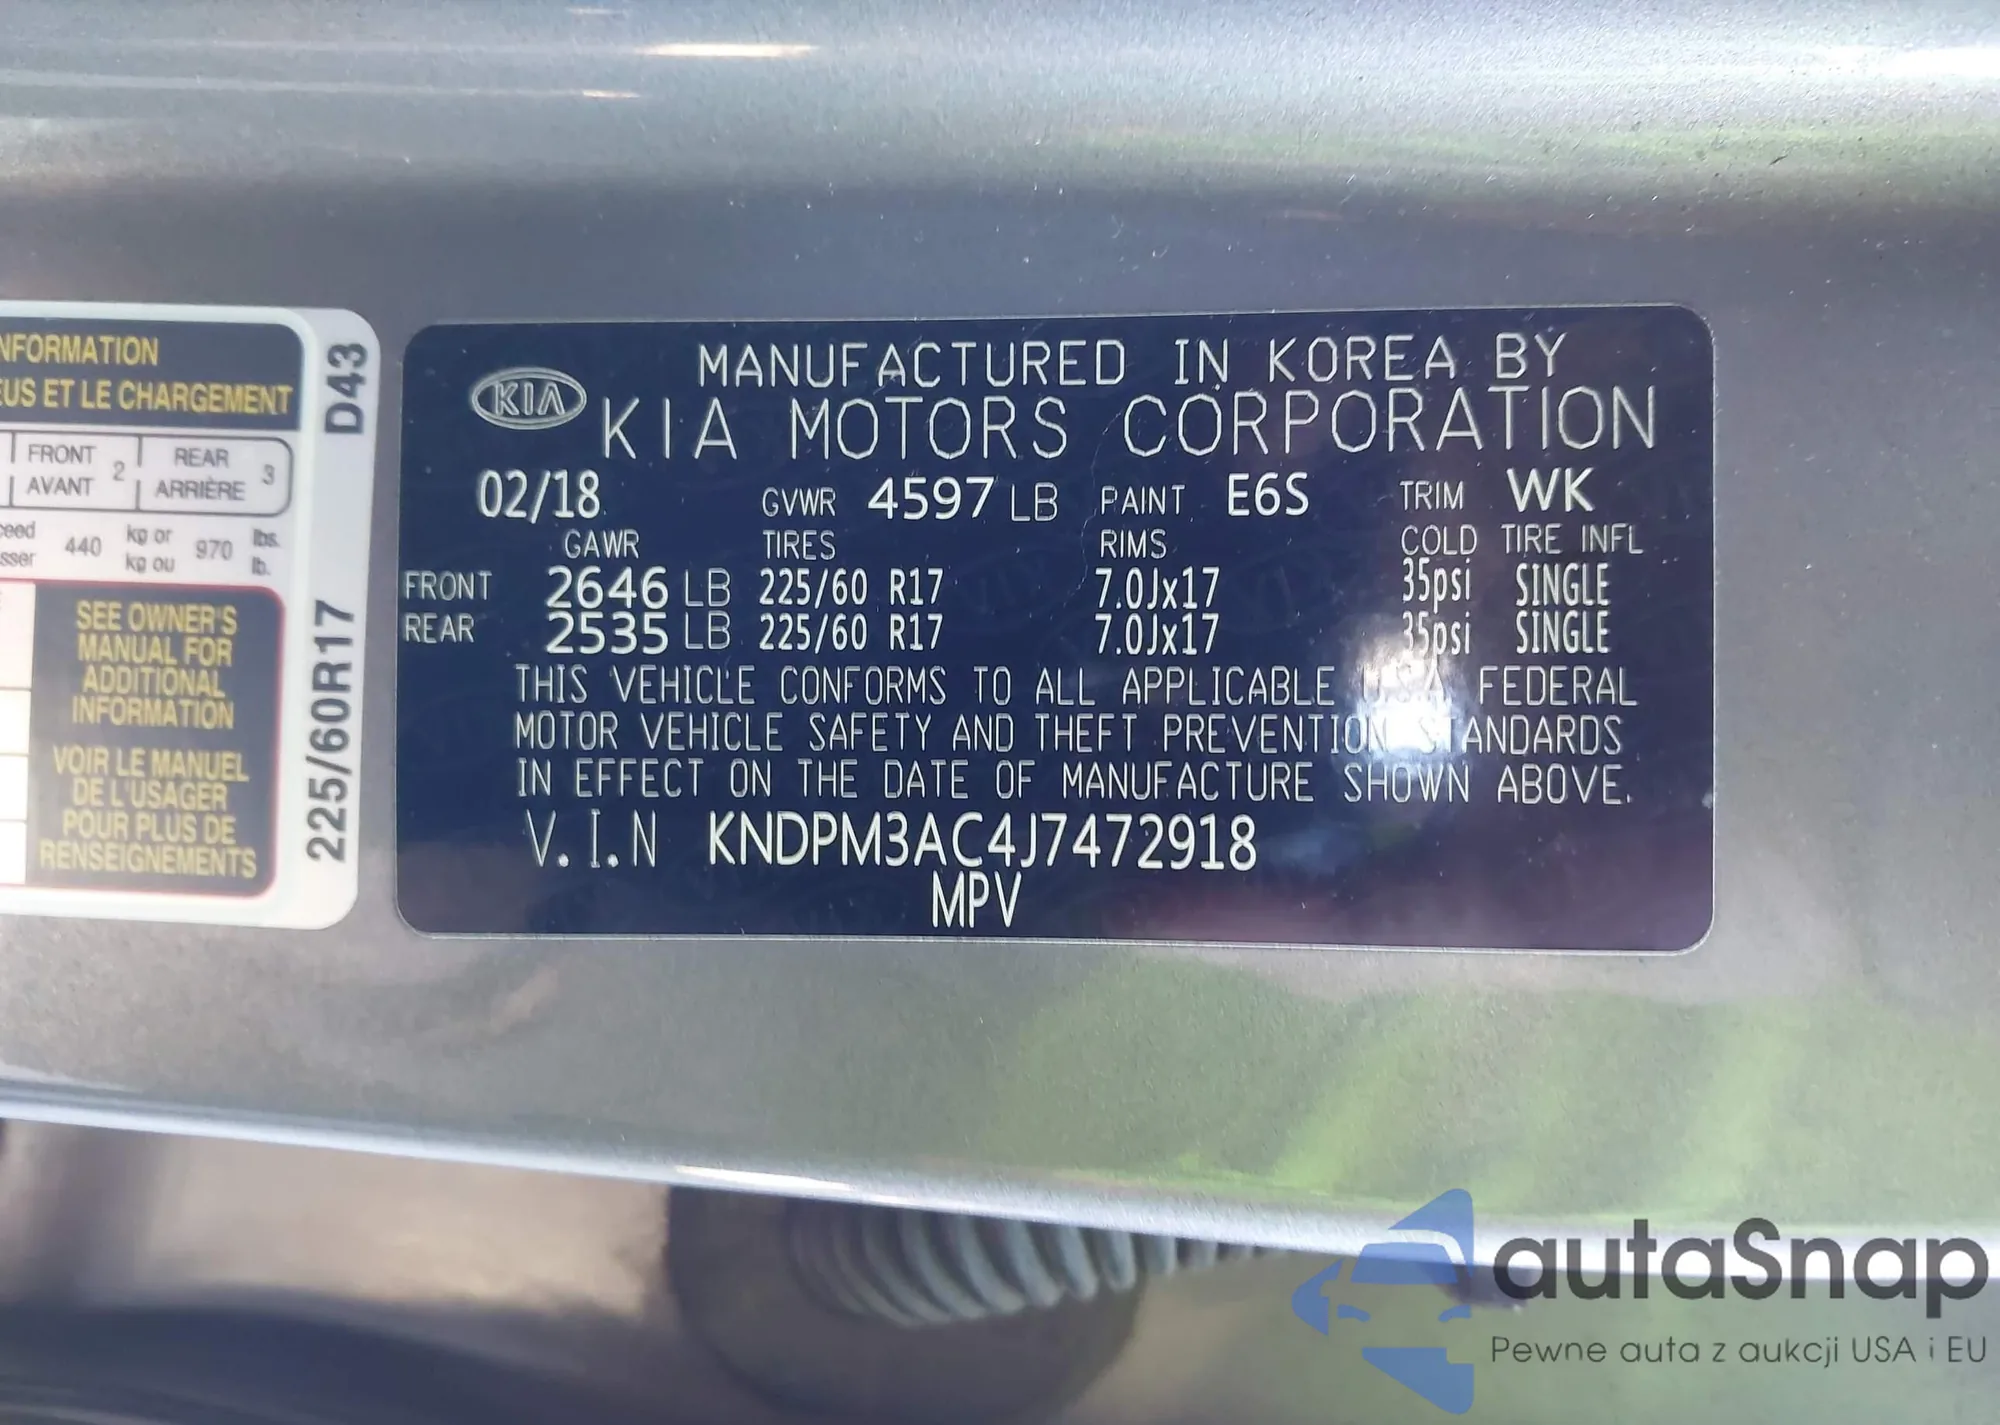 NFORMATION
EUS ET LE CHARGEMENT
FRONT 2 REAR 3
AVANT ARRIÈRE
ceed 440 kg or 970 lbs.
sser kg ou lb.
SEE OWNER'S
MANUAL FOR
ADDITIONAL
INFORMATION
VOIR LE MANUEL
DE L'USAGER
POUR PLUS DE
RENSEIGNEMENTS
D43
225/60R17
MANUFACTURED IN KOREA BY
KIA KIA MOTORS CORPORATION
02/18 GVWR 4597 LB PAINT E6S TRIM WK
GAWR TIRES RIMS COLD TIRE INFL
FRONT 2646 LB 225/60 R17 7.0Jx17 35psi SINGLE
REAR 2535 LB 225/60 R17 7.0Jx17 35psi SINGLE
THIS VEHICLE CONFORMS TO ALL APPLICABLE U.S.A. FEDERAL
MOTOR VEHICLE SAFETY AND THEFT PREVENTION STANDARDS
IN EFFECT ON THE DATE OF MANUFACTURE SHOWN ABOVE.
V.I.N KNDPM3AC4J7472918
MPV
autaSnap
Pewne auta z aukcji USA i EU